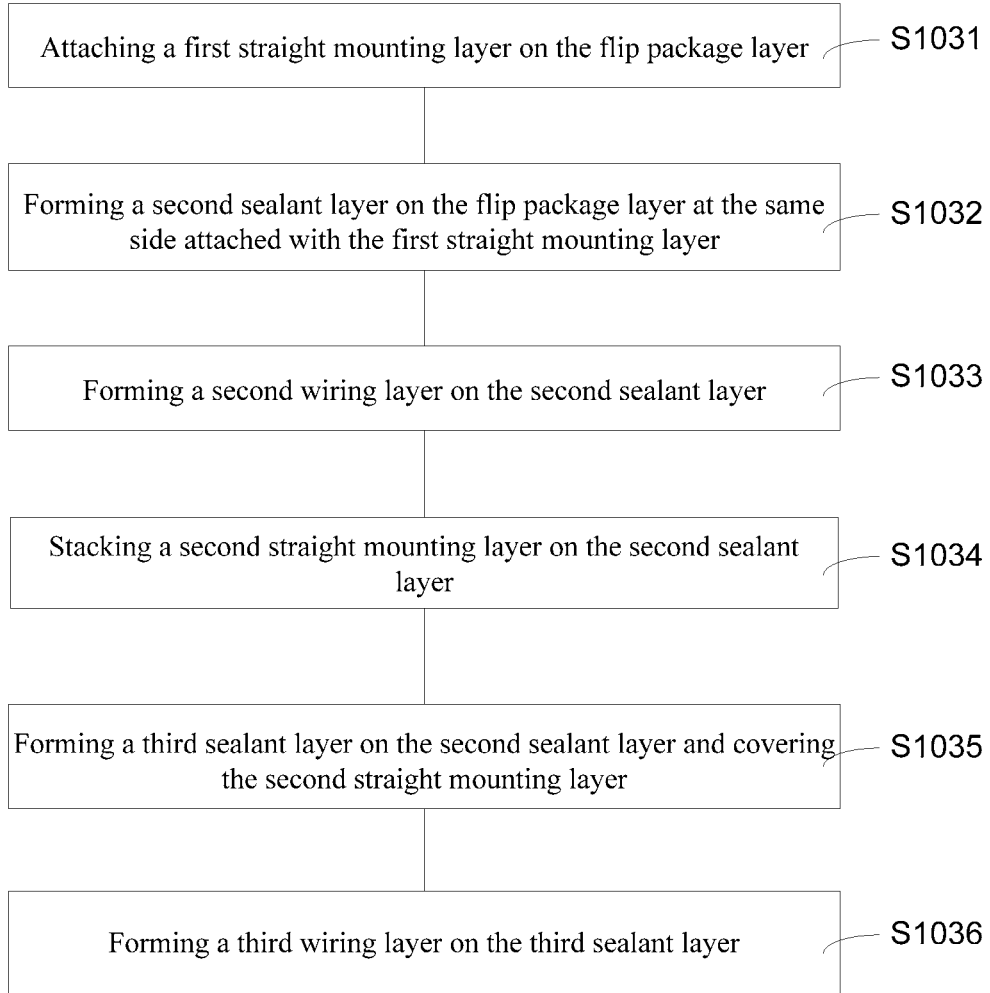 Attaching a first straight mounting layer on the flip package layer
S1031
Forming a second sealant layer on the flip package layer at the same
side attached with the first straight mounting layer
S1032
Forming a second wiring layer on the second sealant layer
S1033
Stacking a second straight mounting layer on the second sealant
layer
S1034
Forming a third sealant layer on the second sealant layer and covering
the second straight mounting layer
S1035
Forming a third wiring layer on the third sealant layer
S1036